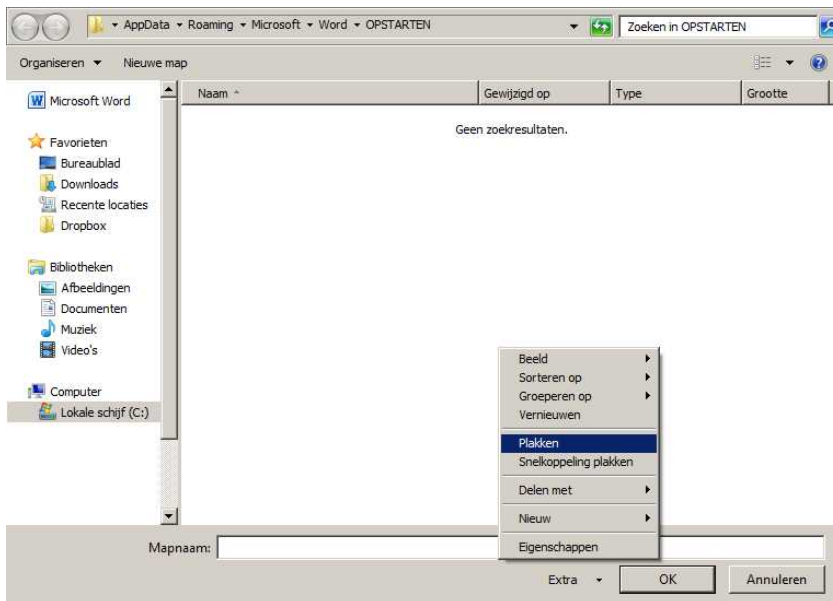 AppData Roaming Microsoft Word OPSTARTEN Zoeken in OPSTARTEN
Organiseren Nieuwe map
Naam Gewijzigd op Type Grootte
Geen zoekresultaten.
Microsoft Word
Favorieten
Bureaublad
Downloads
Recente locaties
Dropbox
Bibliotheken
Afbeeldingen
Documenten
Muziek
Video's
Computer
Lokale schijf (C:)
Beeld
Sorteren op
Groeperen op
Vernieuwen
Plakken
Snelkoppeling plakken
Delen met
Nieuw
Eigenschappen
Mapnaam:
Extra OK Annuleren